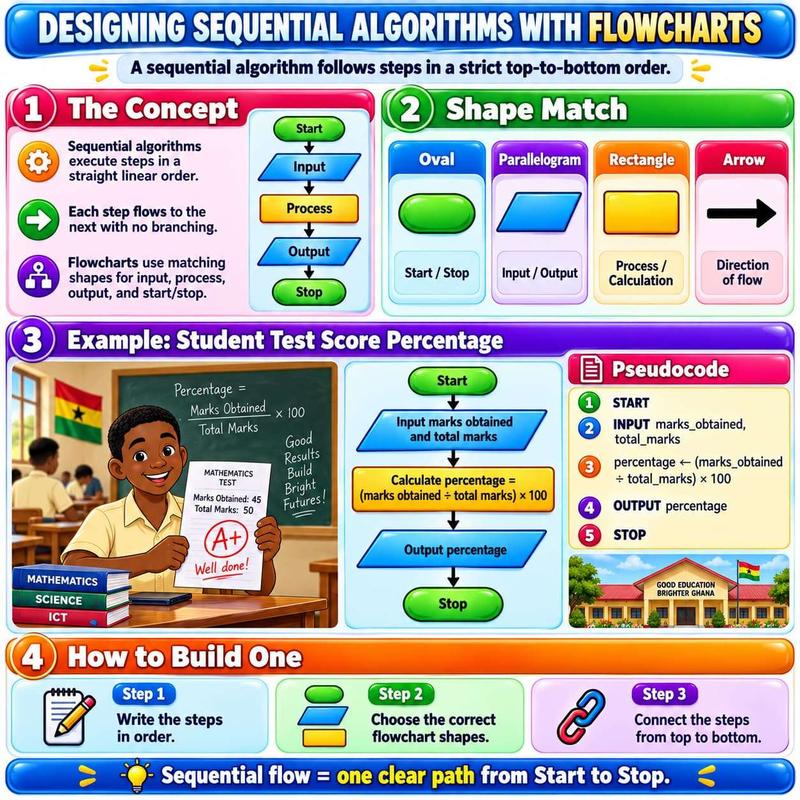 DESIGNING SEQUENTIAL ALGORITHMS WITH FLOWCHARTS
A sequential algorithm follows steps in a strict top-to-bottom order.
1 The Concept
Sequential algorithms
execute steps in a
straight linear order.
Each step flows to the
next with no branching.
Flowcharts use matching
shapes for input, process,
output, and start/stop.
Start
Input
Process
Output
Stop
2 Shape Match
Oval
Start / Stop
Parallelogram
Input / Output
Rectangle
Process /
Calculation
Arrow
Direction
of flow
3 Example: Student Test Score Percentage
Percentage =
Marks Obtained
Total Marks
× 100
Good
Results
Build
Bright
Futures!
MATHEMATICS
TEST
Marks Obtained: 45
Total Marks: 50
A+
Well done!
MATHEMATICS
SCIENCE
ICT
Start
Input marks obtained
and total marks
Calculate percentage =
(marks obtained ÷ total marks) × 100
Output percentage
Stop
Pseudocode
1 START
2 INPUT marks_obtained,
total_marks
3 percentage ← (marks_obtained
÷ total_marks) × 100
4 OUTPUT percentage
5 STOP
GOOD EDUCATION
BRIGHTER GHANA
4 How to Build One
Step 1
Write the steps
in order.
Step 2
Choose the correct
flowchart shapes.
Step 3
Connect the steps
from top to bottom.
Sequential flow = one clear path from Start to Stop.